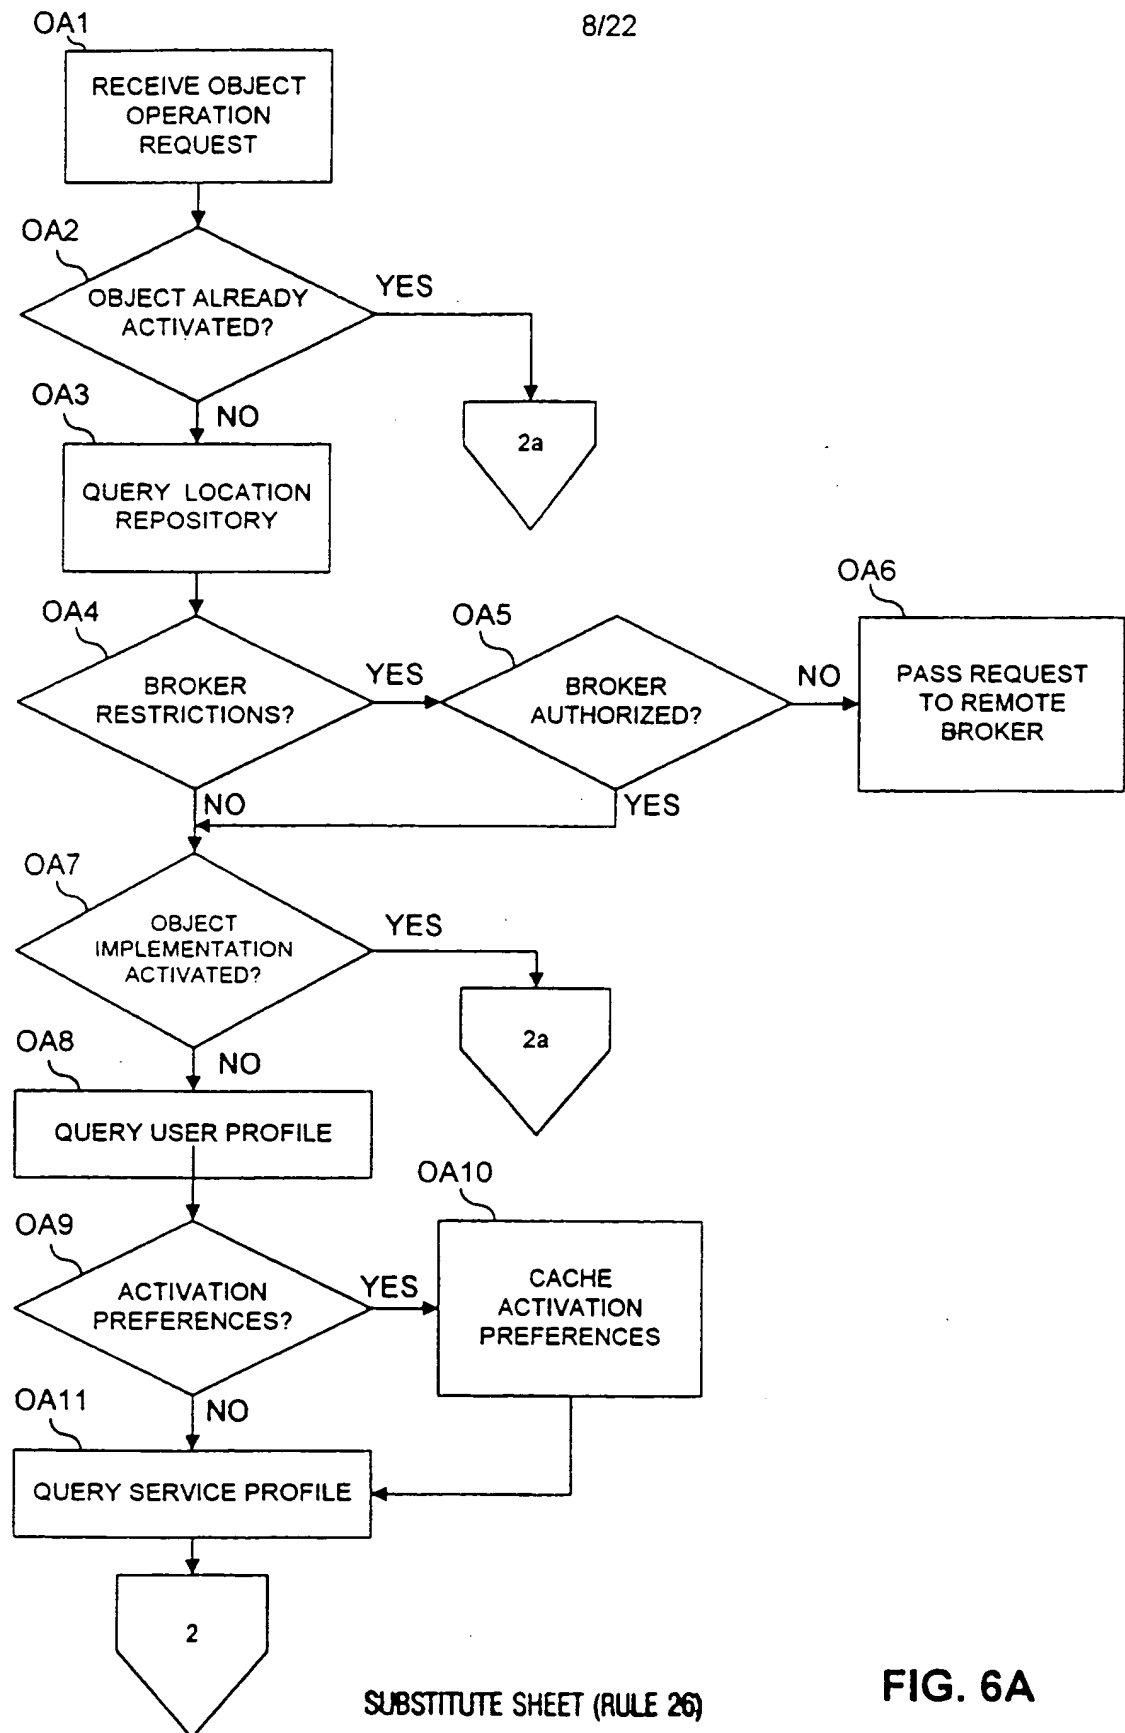 8/22
OA1
RECEIVE OBJECT
OPERATION
REQUEST
OA2
OBJECT ALREADY
ACTIVATED?
YES
2a
NO
OA3
QUERY LOCATION
REPOSITORY
OA4
BROKER
RESTRICTIONS?
YES
OA5
BROKER
AUTHORIZED?
NO
OA6
PASS REQUEST
TO REMOTE
BROKER
NO
YES
OA7
OBJECT
IMPLEMENTATION
ACTIVATED?
YES
2a
NO
OA8
QUERY USER PROFILE
OA9
ACTIVATION
PREFERENCES?
YES
OA10
CACHE
ACTIVATION
PREFERENCES
NO
OA11
QUERY SERVICE PROFILE
2
SUBSTITUTE SHEET (RULE 26)
FIG. 6A